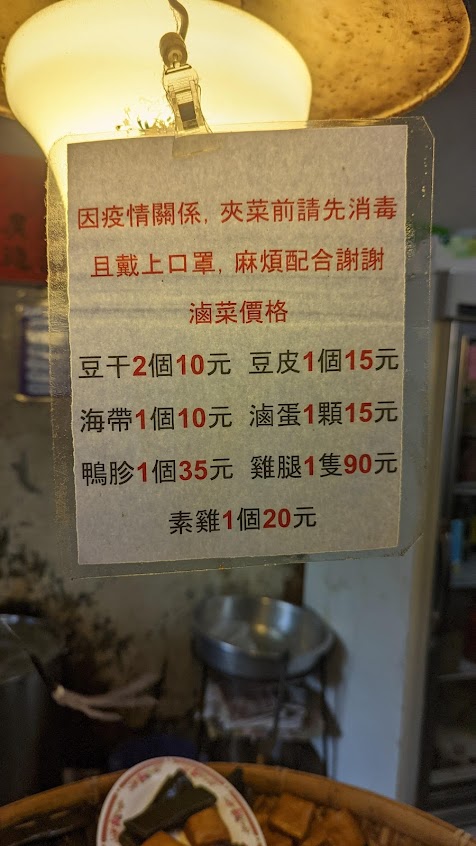 因疫情關係, 夾菜前請先消毒
且戴上口罩, 麻煩配合謝謝
滷菜價格
豆干2個10元 豆皮1個15元
海帶1個10元 滷蛋1顆15元
鴨胗1個35元 雞腿1隻90元
素雞1個20元